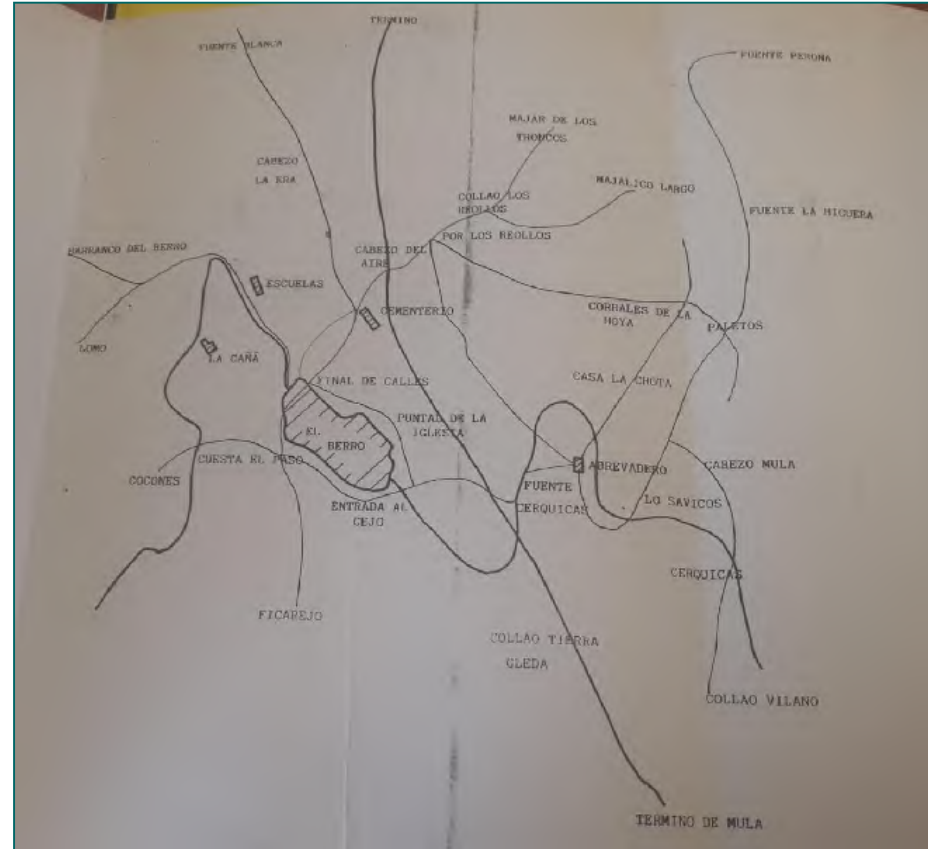 TERMINO
FUENTE BLANCA
FUENTE PERONA
MAJAR DE LOS
TRONCOS
CABEZO
LA ERA
MAJALICO LARGO
COLLAO LOS
REOLLOS
FUENTE LA HIGUERA
POR LOS REOLLOS
BARRANCO DEL BERRO
CABEZO DEL
AIRE
ESCUELAS
CEMENTERIO
CORRALES DE LA
HOYA
PALETOS
LOMO
LA CAÑA
FINAL DE CALLES
CASA LA CHOTA
PUNTAL DE LA
IGLESIA
EL
BERRO
CUESTA EL PASO
COCONES
ABREVADERO
CABEZO MULA
FUENTE
CERQUICAS
LO SAVICOS
ENTRADA AL
CEJO
CERQUICAS
FICAREJO
COLLAO TIERRA
GLEDA
COLLAO VILANO
TERMINO DE MULA